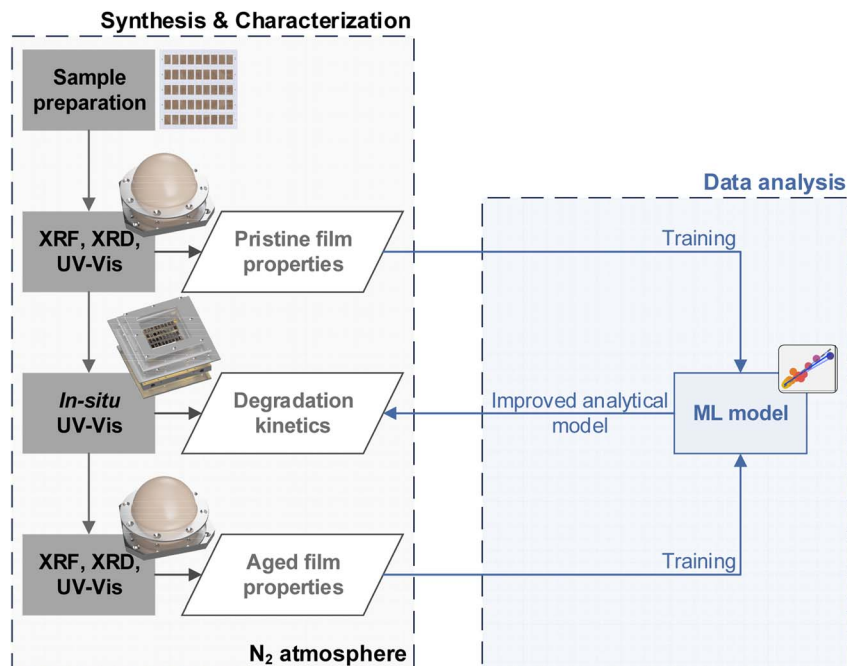 Synthesis & Characterization
Sample
preparation
Data analysis
XRF, XRD,
UV-Vis
Pristine film
properties
Training
In-situ
UV-Vis
Degradation
kinetics
Improved analytical
model
ML model
XRF, XRD,
UV-Vis
Aged film
properties
Training
N₂ atmosphere